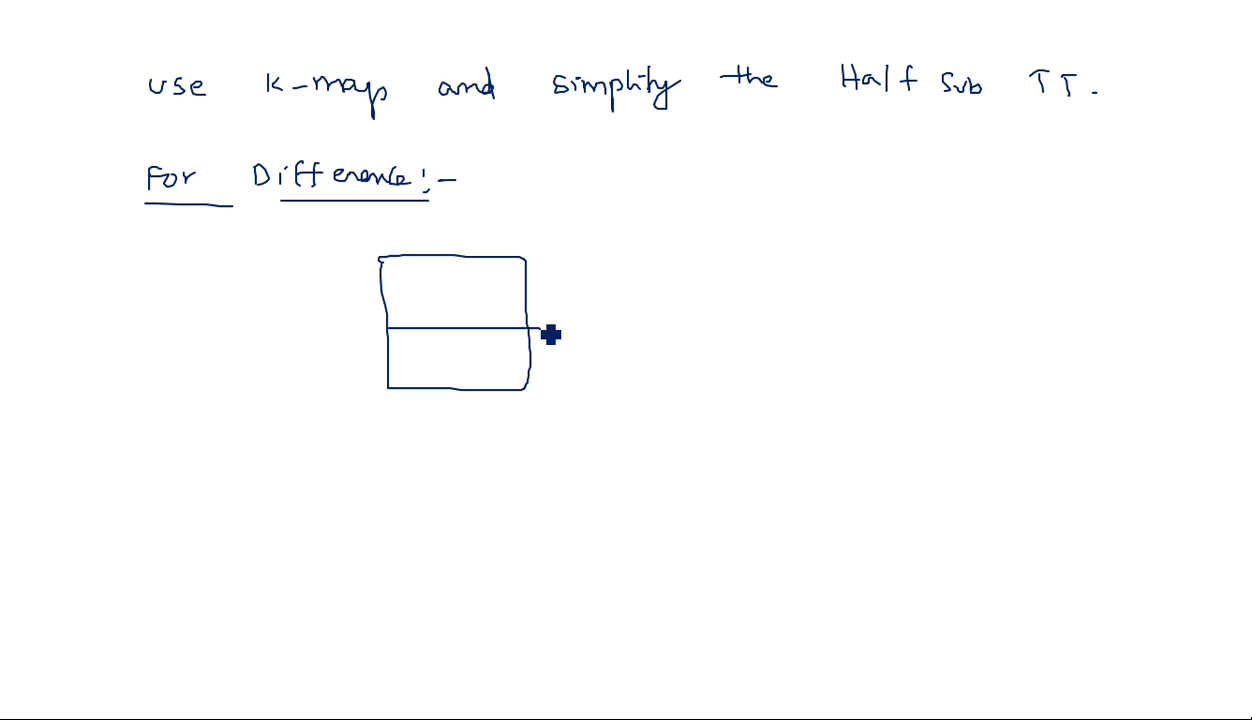 use k-map and simplify the Half Sub TT.
For Difference:-